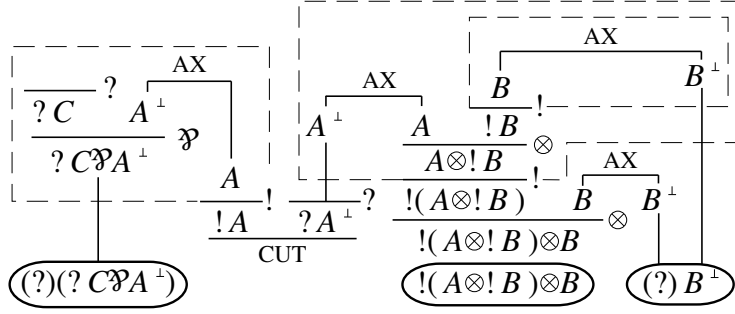 AX
AX B B ⊥
AX ? ! 
? C A ⊥ A ⊥ A ! B ⊗
⅋ A⊗! B AX
? C⅋A ⊥ A ! ! B B ⊥
! A ? A ⊥ ? !( A⊗! B ) ⊗
CUT !( A⊗! B )⊗B
(?)(? C⅋A ⊥ ) !( A⊗! B )⊗B (?) B ⊥